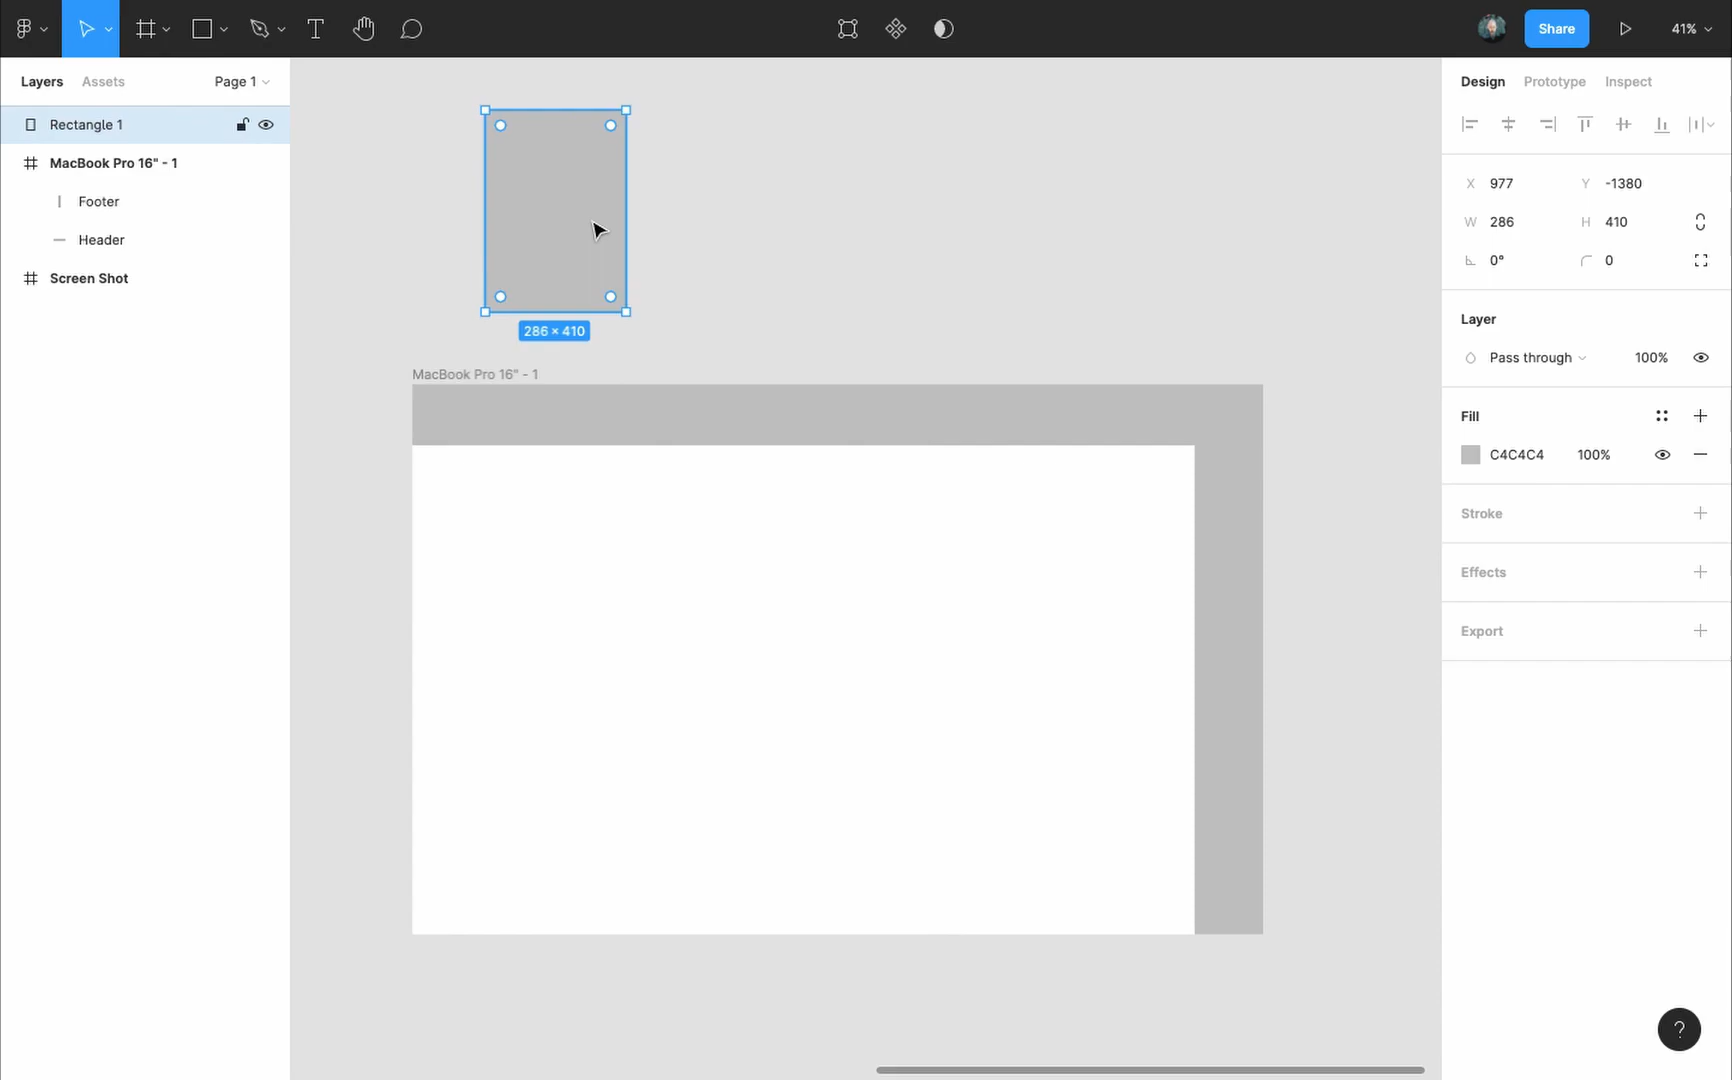 Share
41%
Layers
Assets
Page 1
Rectangle 1
MacBook Pro 16" - 1
Footer
Header
Screen Shot
286 × 410
MacBook Pro 16" - 1
Design
Prototype
Inspect
X 977
Y -1380
W 286
H 410
0°
0
Layer
Pass through
100%
Fill
C4C4C4
100%
Stroke
Effects
Export
?